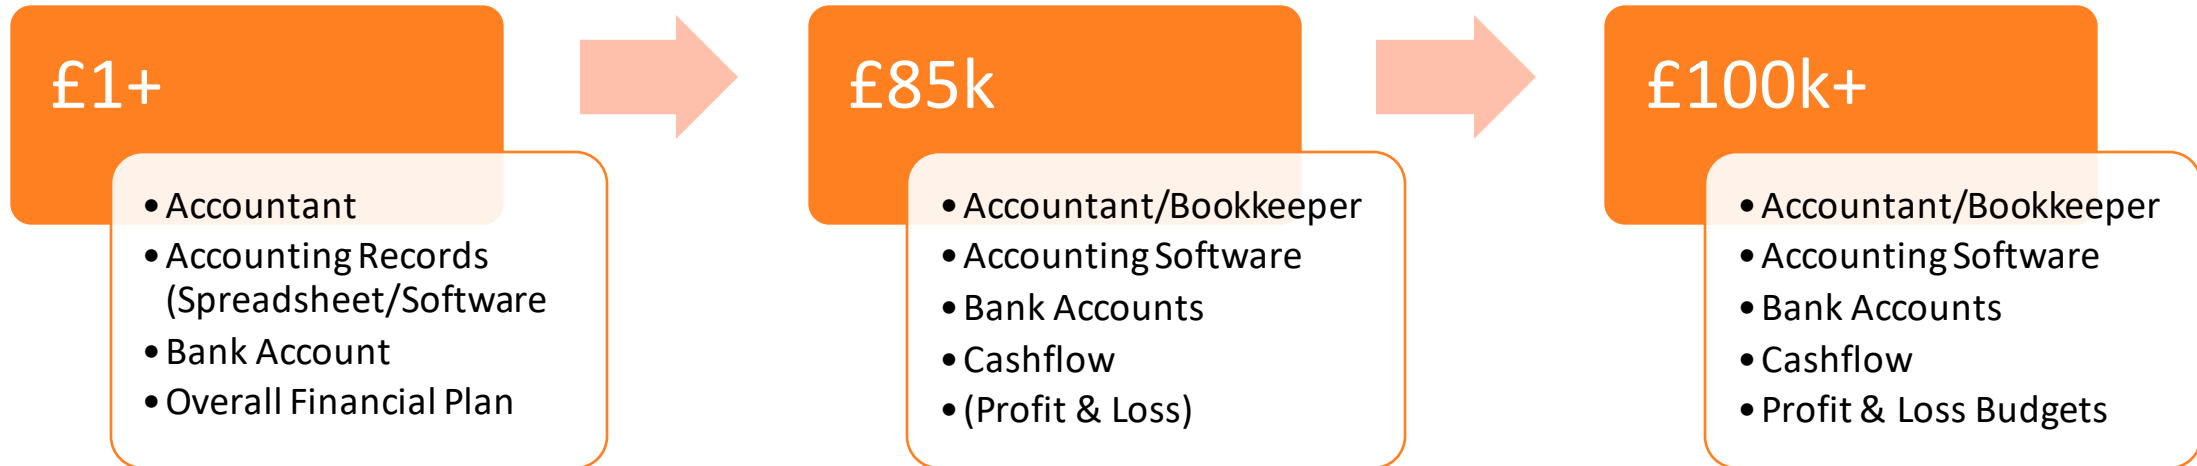 £1+
• Accountant
• Accounting Records
(Spreadsheet/Software
• Bank Account
• Overall Financial Plan
£85k
• Accountant/Bookkeeper
• Accounting Software
• Bank Accounts
• Cashflow
• (Profit & Loss)
£100k+
• Accountant/Bookkeeper
• Accounting Software
• Bank Accounts
• Cashflow
• Profit & Loss Budgets